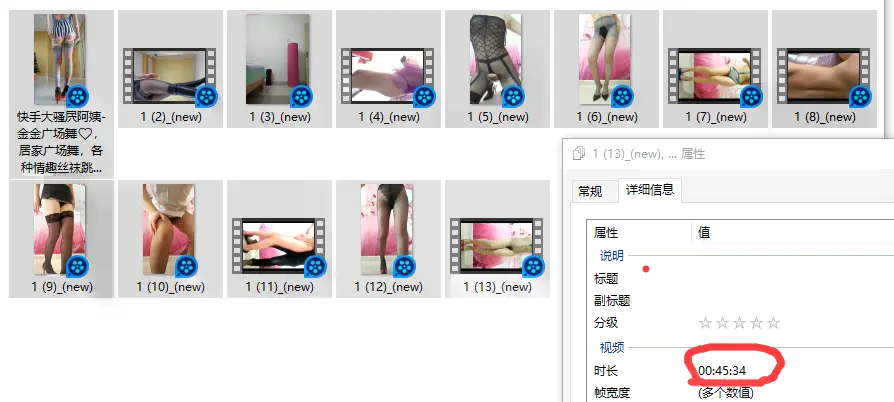 快手大骚屄阿姨-
金金广场舞♡，
居家广场舞，各
种情趣丝袜跳...
1 (2)_(new)
1 (3)_(new)
1 (4)_(new)
1 (5)_(new)
1 (6)_(new)
1 (7)_(new)
1 (8)_(new)
1 (9)_(new)
1 (10)_(new)
1 (11)_(new)
1 (12)_(new)
1 (13)_(new)
1 (13)_(new), ... 属性
常规
详细信息
属性
值
说明
标题
副标题
分级
☆☆☆☆☆
视频
时长
00:45:34
帧宽度
(多个数值)